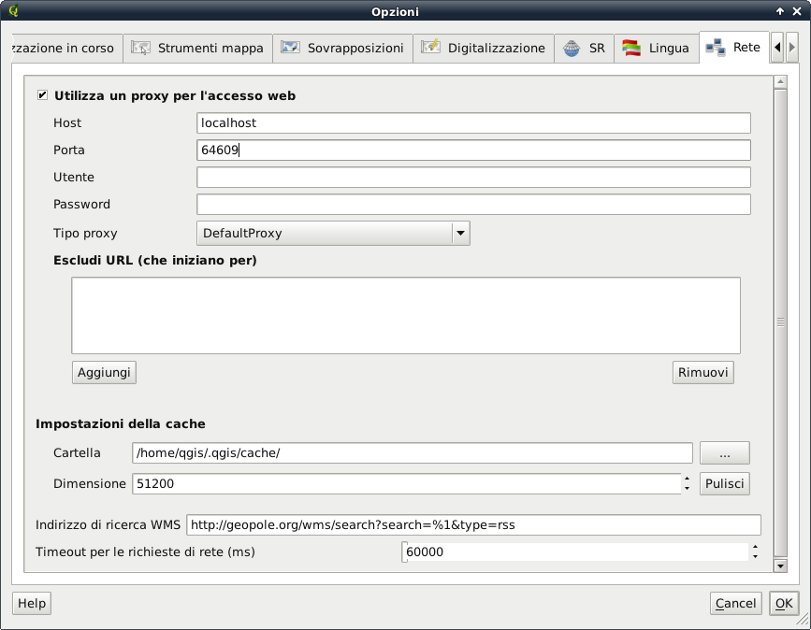 Opzioni
zzazione in corso Strumenti mappa Sovrapposizioni Digitalizzazione SR Lingua Rete
Utilizza un proxy per l'accesso web
Host localhost
Porta 64609
Utente
Password
Tipo proxy DefaultProxy
Escludi URL (che iniziano per)
Aggiungi Rimuovi
Impostazioni della cache
Cartella /home/qgis/.qgis/cache/ ...
Dimensione 51200 Pulisci
Indirizzo di ricerca WMS http://geopole.org/wms/search?search=%1&type=rss
Timeout per le richieste di rete (ms) 60000
Help Cancel OK